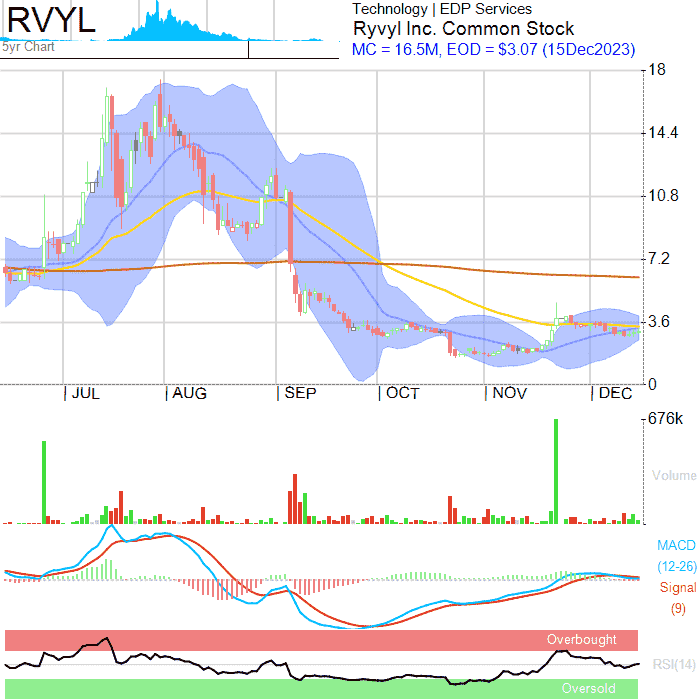 RVYL
5yr Chart
Technology | EDP Services
Ryvyl Inc. Common Stock
MC = 16.5M, EOD = $3.07 (15Dec2023)
18
14.4
10.8
7.2
3.6
0
JUL AUG SEP OCT NOV DEC
676k
Volume
MACD
(12-26)
Signal
(9)
Overbought
RSI(14)
Oversold